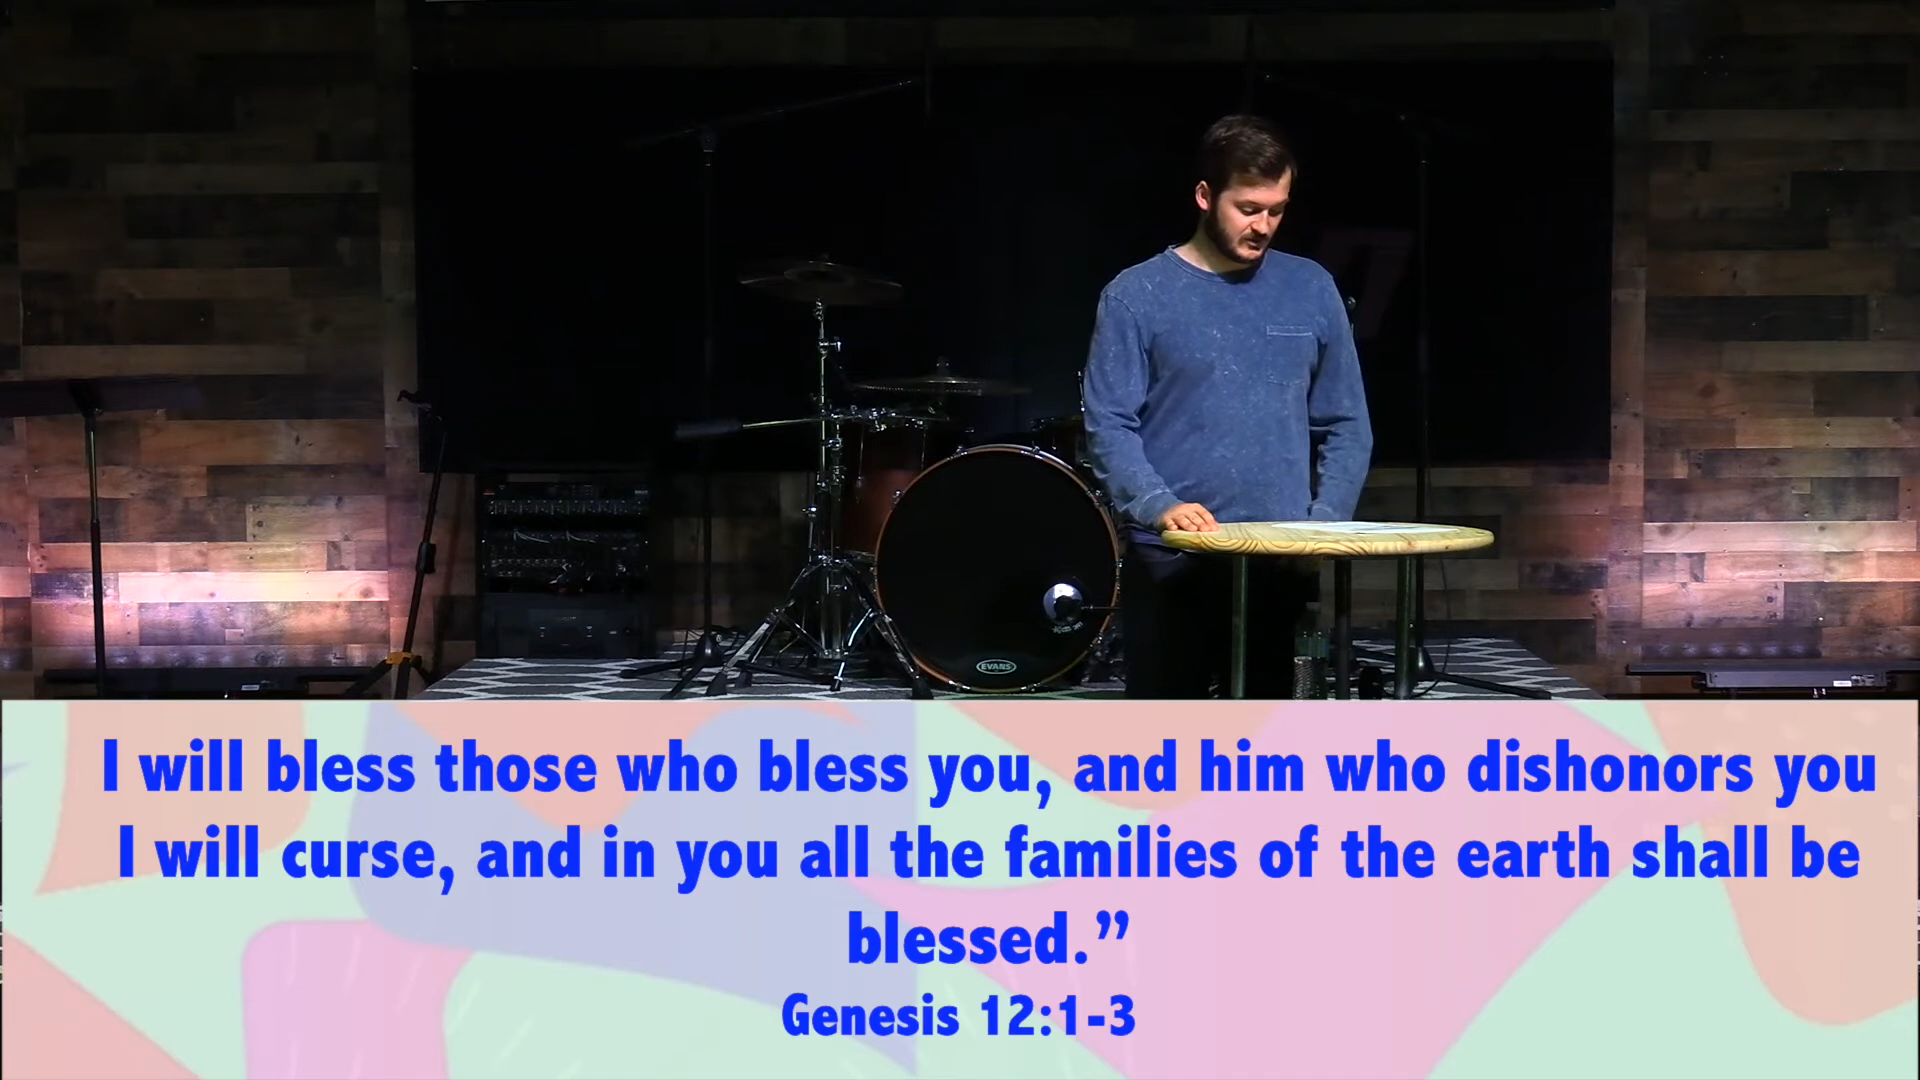 EVANS
I will bless those who bless you, and him who dishonors you
I will curse, and in you all the families of the earth shall be
blessed.”
Genesis 12:1-3